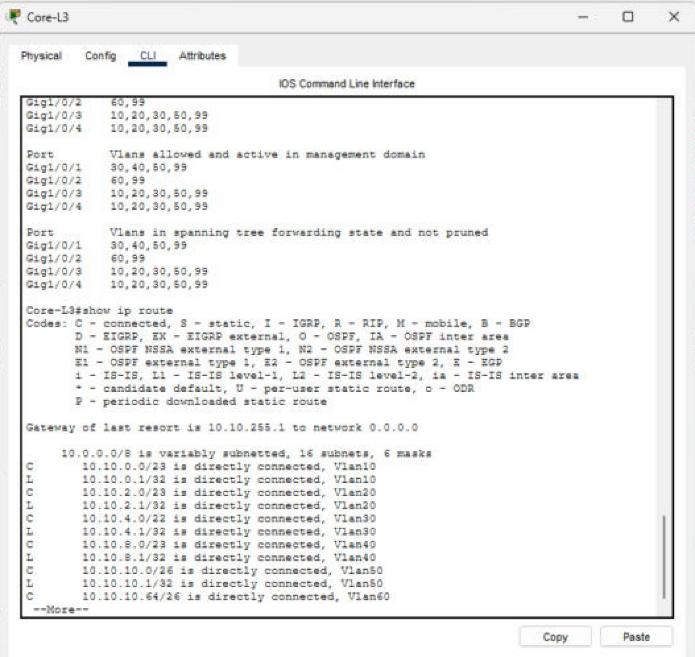 Core-L3
Physical Config CLI Attributes
IOS Command Line Interface
Gig1/0/2 60,99
Gig1/0/3 10,20,30,50,99
Gig1/0/4 10,20,30,50,99
Port Vlans allowed and active in management domain
Gig1/0/1 30,40,50,99
Gig1/0/2 60,99
Gig1/0/3 10,20,30,50,99
Gig1/0/4 10,20,30,50,99
Port Vlans in spanning tree forwarding state and not pruned
Gig1/0/1 30,40,50,99
Gig1/0/2 60,99
Gig1/0/3 10,20,30,50,99
Gig1/0/4 10,20,30,50,99
Core-L3#show ip route
Codes: C - connected, S - static, I - IGRP, R - RIP, M - mobile, B - BGP
D - EIGRP, EX - EIGRP external, O - OSPF, IA - OSPF inter area
N1 - OSPF NSSA external type 1, N2 - OSPF NSSA external type 2
E1 - OSPF external type 1, E2 - OSPF external type 2, E - EGP
i - IS-IS, L1 - IS-IS level-1, L2 - IS-IS level-2, ia - IS-IS inter area
* - candidate default, U - per-user static route, o - ODR
P - periodic downloaded static route
Gateway of last resort is 10.10.255.1 to network 0.0.0.0
10.0.0.0/8 is variably subnetted, 16 subnets, 6 masks
C 10.10.0.0/23 is directly connected, Vlan10
L 10.10.0.1/32 is directly connected, Vlan10
C 10.10.2.0/23 is directly connected, Vlan20
L 10.10.2.1/32 is directly connected, Vlan20
C 10.10.4.0/22 is directly connected, Vlan30
L 10.10.4.1/32 is directly connected, Vlan30
C 10.10.8.0/23 is directly connected, Vlan40
L 10.10.8.1/32 is directly connected, Vlan40
C 10.10.10.0/26 is directly connected, Vlan50
L 10.10.10.1/32 is directly connected, Vlan50
C 10.10.10.64/26 is directly connected, Vlan60
--More--
Copy Paste